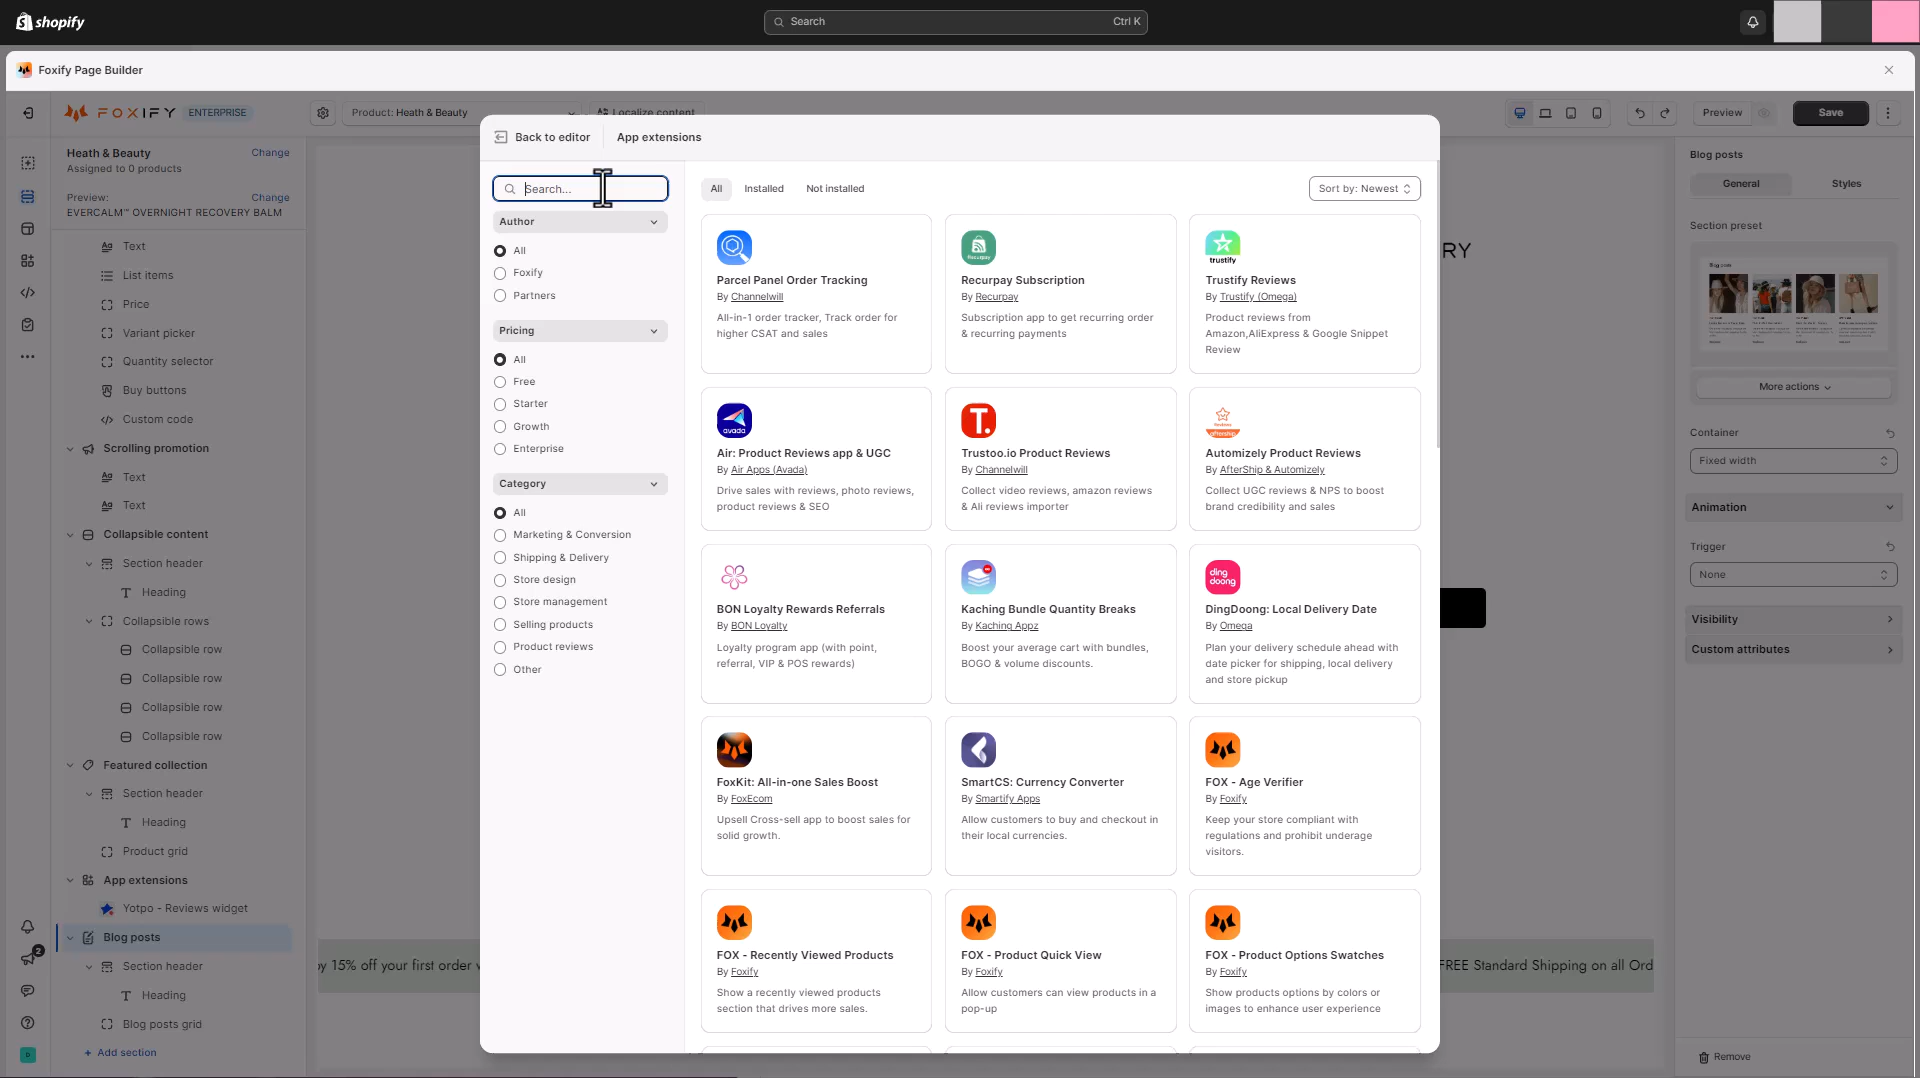 shopify
Search
Ctrl K
Foxify Page Builder
FOXIFY
ENTERPRISE
Product: Heath & Beauty
Localize content
Preview
Save
Heath & Beauty
Change
Assigned to 0 products
Preview:
Change
EVERCALM™ OVERNIGHT RECOVERY BALM
Text
List items
Price
Variant picker
Quantity selector
Buy buttons
Custom code
Scrolling promotion
Text
Text
Collapsible content
Section header
Heading
Collapsible rows
Collapsible row
Collapsible row
Collapsible row
Collapsible row
Featured collection
Section header
Heading
Product grid
App extensions
Yotpo - Reviews widget
2
Blog posts
Section header
Heading
Blog posts grid
Add section
by 15% off your first order
Back to editor
App extensions
Search...
Author
All
Foxify
Partners
Pricing
All
Free
Starter
Growth
Enterprise
Category
All
Marketing & Conversion
Shipping & Delivery
Store design
Store management
Selling products
Product reviews
Other
All
Installed
Not installed
Sort by: Newest
Parcel Panel Order Tracking
By Channelwill
All-in-1 order tracker, Track order for
higher CSAT and sales
Recurpay
Recurpay Subscription
By Recurpay
Subscription app to get recurring order
& recurring payments
trustify
Trustify Reviews
By Trustify (Omega)
Product reviews from
Amazon,AliExpress & Google Snippet
Review
avada
Air: Product Reviews app & UGC
By Air Apps (Avada)
Drive sales with reviews, photo reviews,
product reviews & SEO
T.
Trustoo.io Product Reviews
By Channelwill
Collect video reviews, amazon reviews
& Ali reviews importer
Reviews
aftership
Automizely Product Reviews
By AfterShip & Automizely
Collect UGC reviews & NPS to boost
brand credibility and sales
BON Loyalty Rewards Referrals
By BON Loyalty
Loyalty program app (with point,
referral, VIP & POS rewards)
Kaching Bundle Quantity Breaks
By Kaching Appz
Boost your average cart with bundles,
BOGO & volume discounts.
ding
doong
DingDoong: Local Delivery Date
By Omega
Plan your delivery schedule ahead with
date picker for shipping, local delivery
and store pickup
FoxKit: All-in-one Sales Boost
By FoxEcom
Upsell Cross-sell app to boost sales for
solid growth.
SmartCS: Currency Converter
By Smartify Apps
Allow customers to buy and checkout in
their local currencies.
FOX - Age Verifier
By Foxify
Keep your store compliant with
regulations and prohibit underage
visitors.
FOX - Recently Viewed Products
By Foxify
Show a recently viewed products
section that drives more sales.
FOX - Product Quick View
By Foxify
Allow customers can view products in a
pop-up
FOX - Product Options Swatches
By Foxify
Show products options by colors or
images to enhance user experience
RY
FREE Standard Shipping on all Ord
Blog posts
General
Styles
Section preset
Blog posts
More actions
Container
Fixed width
Animation
Trigger
None
Visibility
Custom attributes
Remove